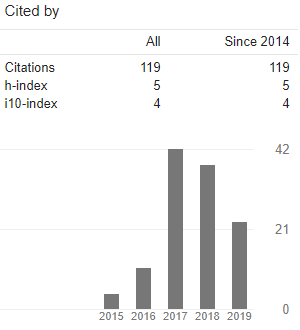 Cited by
All Since 2014
Citations 119 119
h-index 5 5
i10-index 4 4
42
21
0
2015 2016 2017 2018 2019